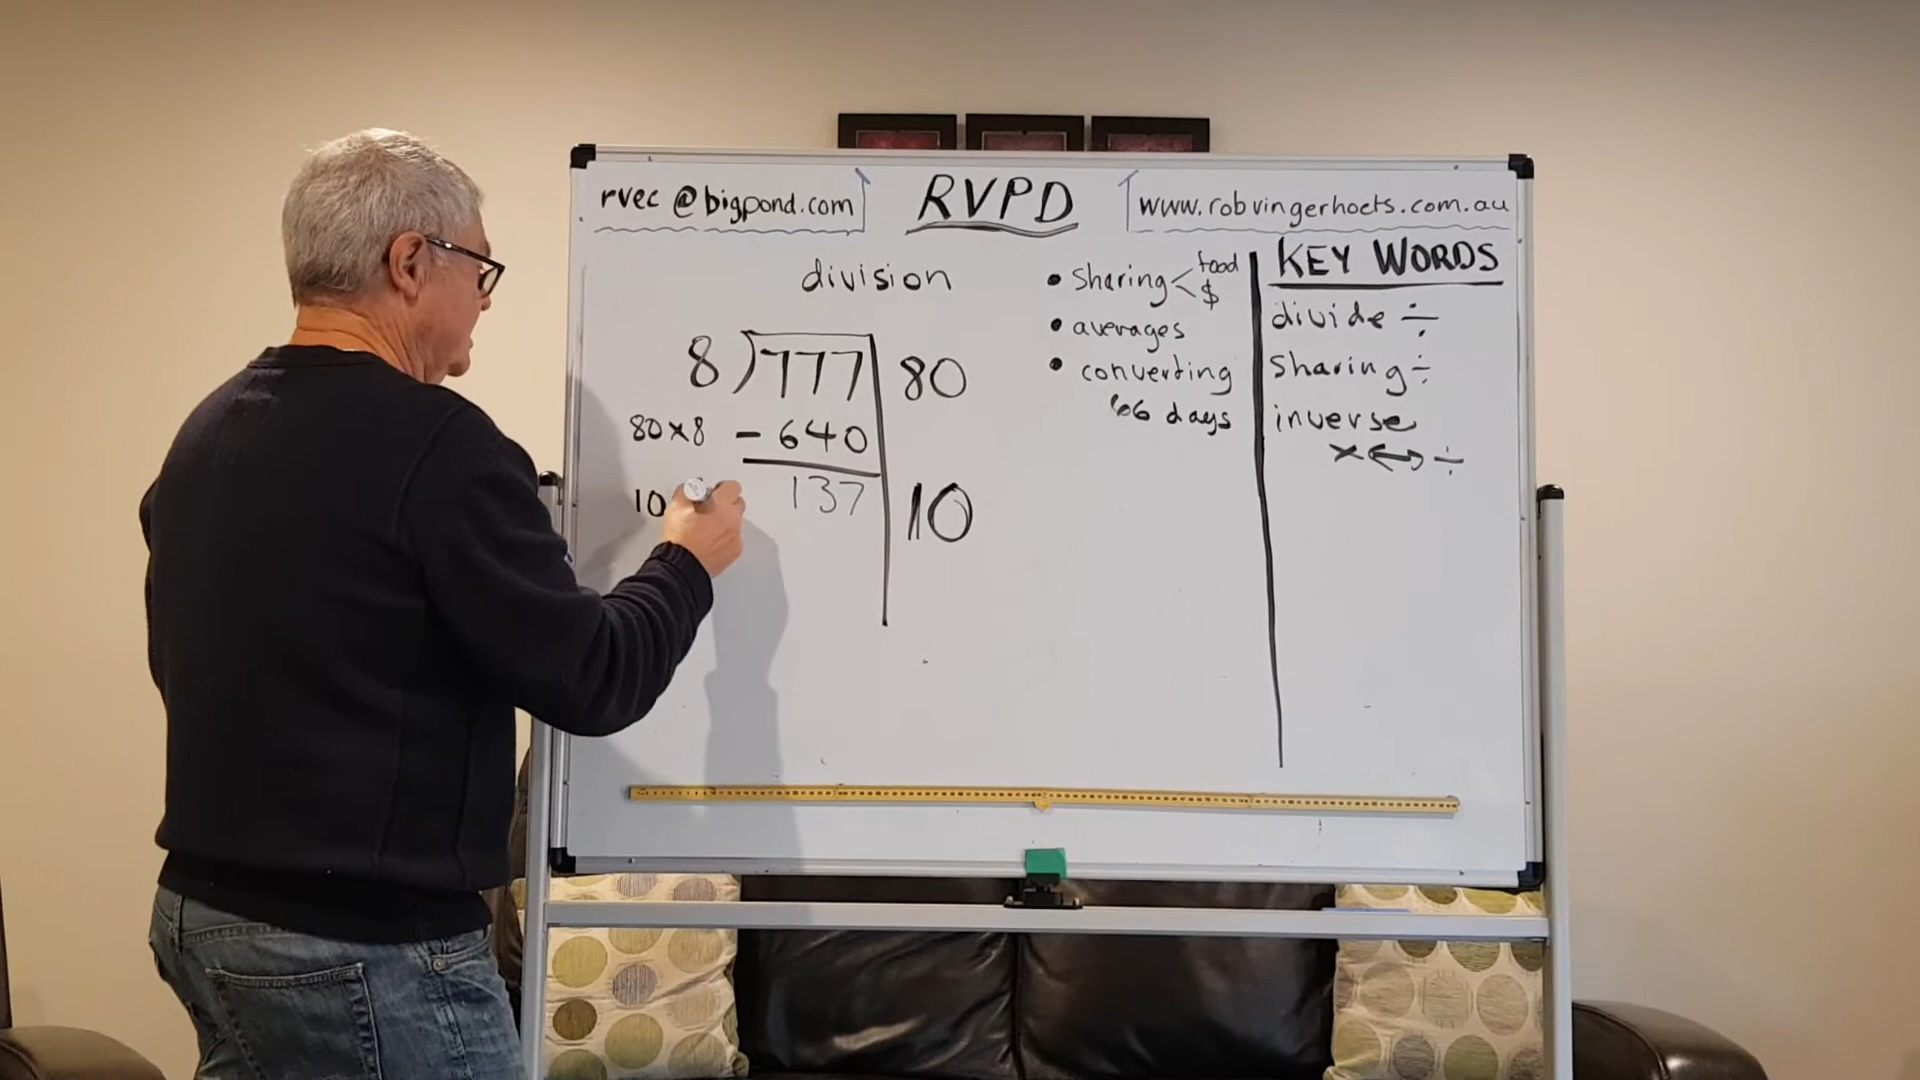 rvec @bigpond.com
RVPD
www.robvingerhoets.com.au
division
8)777 80
80×8 -640
10 137 10
• Sharing < food
$
• averages
• converting
66 days
KEY WORDS
divide ÷
Sharing ÷
inverse
×↔÷